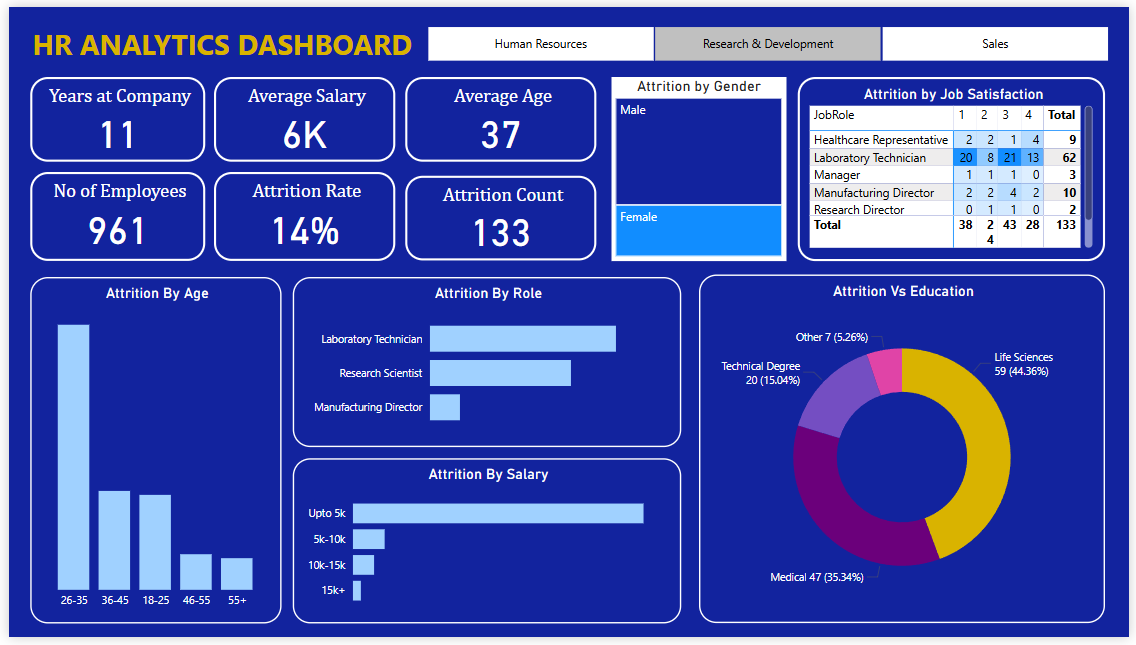 HR ANALYTICS DASHBOARD
Human Resources
Research & Development
Sales
Years at Company
11
Average Salary
6K
Average Age
37
No of Employees
961
Attrition Rate
14%
Attrition Count
133
Attrition by Gender
Male
Female
Attrition by Job Satisfaction
JobRole 1 2 3 4 Total
Healthcare Representative 2 2 1 4 9
Laboratory Technician 20 8 21 13 62
Manager 1 1 1 0 3
Manufacturing Director 2 2 4 2 10
Research Director 0 1 1 0 2
Total 38 2 43 28 133
4
Attrition By Age
26-35 36-45 18-25 46-55 55+
Attrition By Role
Laboratory Technician
Research Scientist
Manufacturing Director
Attrition By Salary
Upto 5k
5k-10k
10k-15k
15k+
Attrition Vs Education
Other 7 (5.26%)
Technical Degree
20 (15.04%)
Life Sciences
59 (44.36%)
Medical 47 (35.34%)